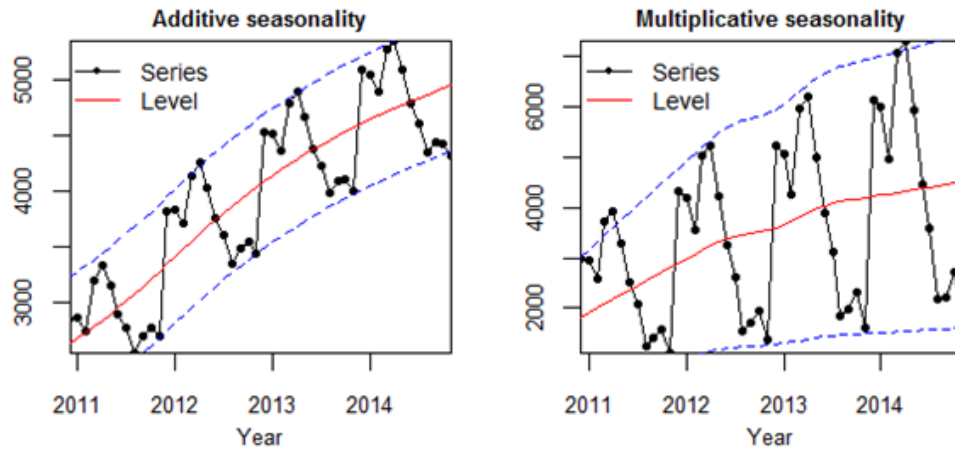 Additive seasonality
Series
Level
5000
4000
3000
2011 2012 2013 2014
Year
Multiplicative seasonality
Series
Level
6000
4000
2000
2011 2012 2013 2014
Year